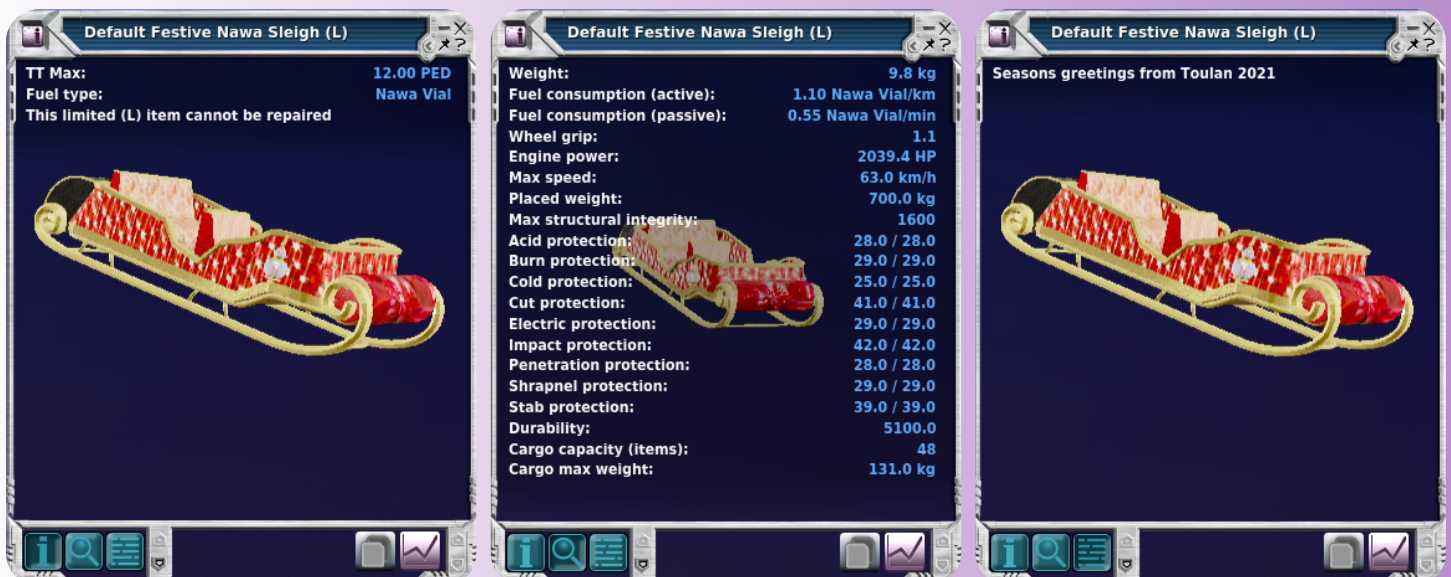 Default Festive Nawa Sleigh (L)
TT Max: 12.00 PED
Fuel type: Nawa Vial
This limited (L) item cannot be repaired
Default Festive Nawa Sleigh (L)
Weight: 9.8 kg
Fuel consumption (active): 1.10 Nawa Vial/km
Fuel consumption (passive): 0.55 Nawa Vial/min
Wheel grip: 1.1
Engine power: 2039.4 HP
Max speed: 63.0 km/h
Placed weight: 700.0 kg
Max structural integrity: 1600
Acid protection: 28.0 / 28.0
Burn protection: 29.0 / 29.0
Cold protection: 25.0 / 25.0
Cut protection: 41.0 / 41.0
Electric protection: 29.0 / 29.0
Impact protection: 42.0 / 42.0
Penetration protection: 28.0 / 28.0
Shrapnel protection: 29.0 / 29.0
Stab protection: 39.0 / 39.0
Durability: 5100.0
Cargo capacity (items): 48
Cargo max weight: 131.0 kg
Default Festive Nawa Sleigh (L)
Seasons greetings from Toulan 2021